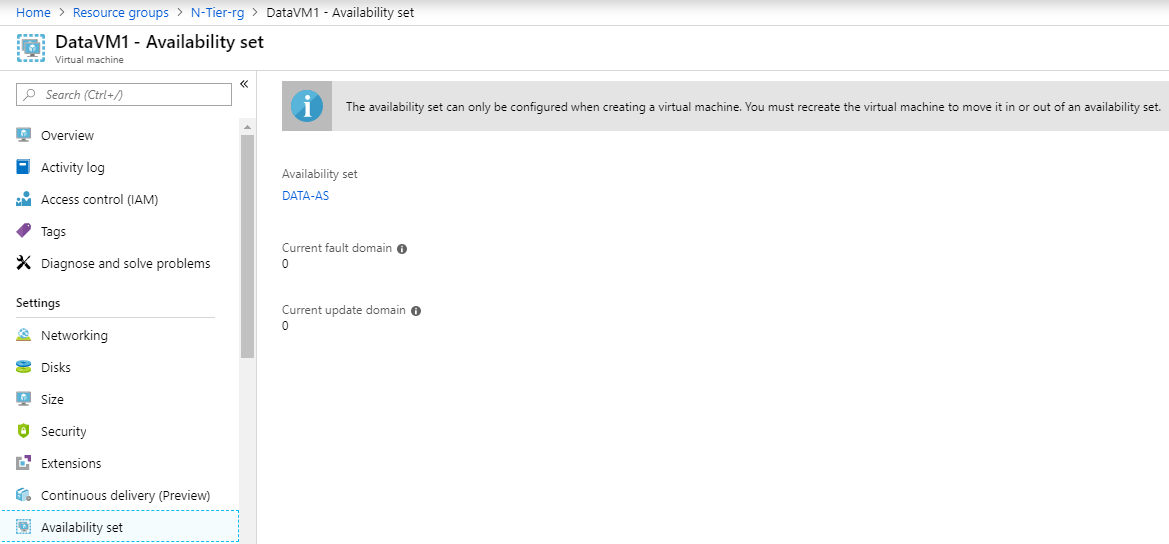 Home > Resource groups > N-Tier-rg > DataVM1 - Availability set
DataVM1 - Availability set
Virtual machine
«
Search (Ctrl+/)
Overview
Activity log
Access control (IAM)
Tags
Diagnose and solve problems
Settings
Networking
Disks
Size
Security
Extensions
Continuous delivery (Preview)
Availability set
The availability set can only be configured when creating a virtual machine. You must recreate the virtual machine to move it in or out of an availability set.
Availability set
DATA-AS
Current fault domain
0
Current update domain
0